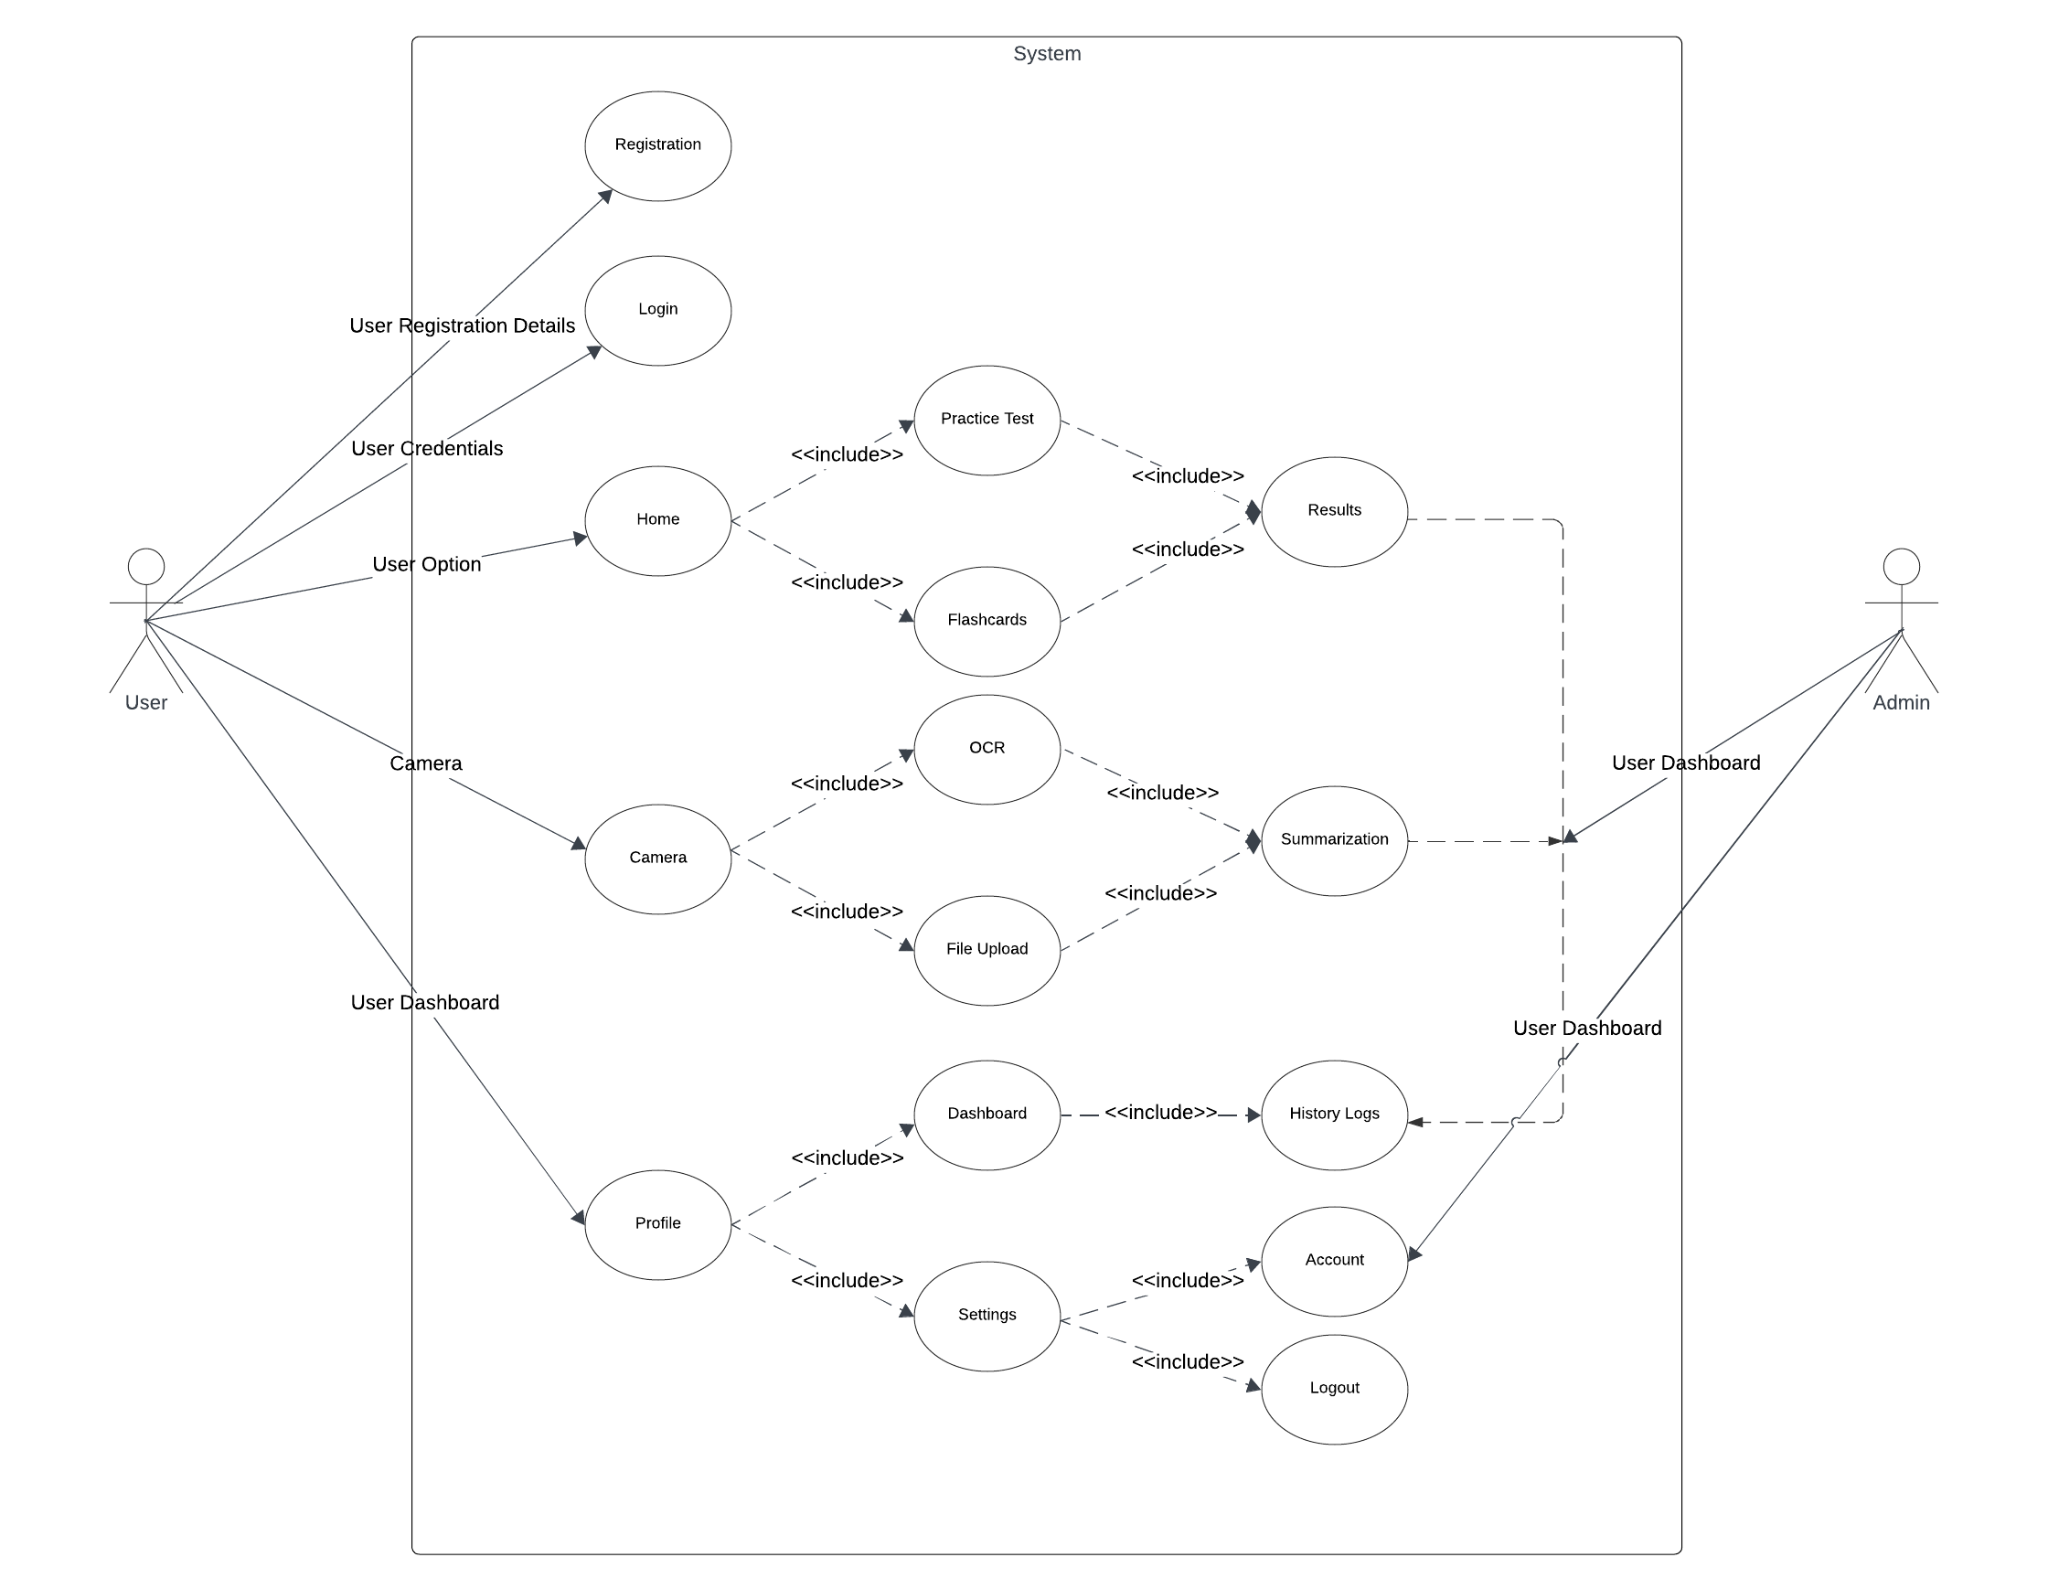 System
Registration
Login
User Registration Details
Practice Test
User Credentials
<<include>>
<<include>>
Results
Home
<<include>>
User Option
<<include>>
Flashcards
User
Admin
OCR
Camera
User Dashboard
<<include>>
<<include>>
Summarization
Camera
<<include>>
<<include>>
File Upload
User Dashboard
User Dashboard
Dashboard
<<include>>
History Logs
<<include>>
Profile
Account
<<include>>
<<include>>
Settings
<<include>>
Logout